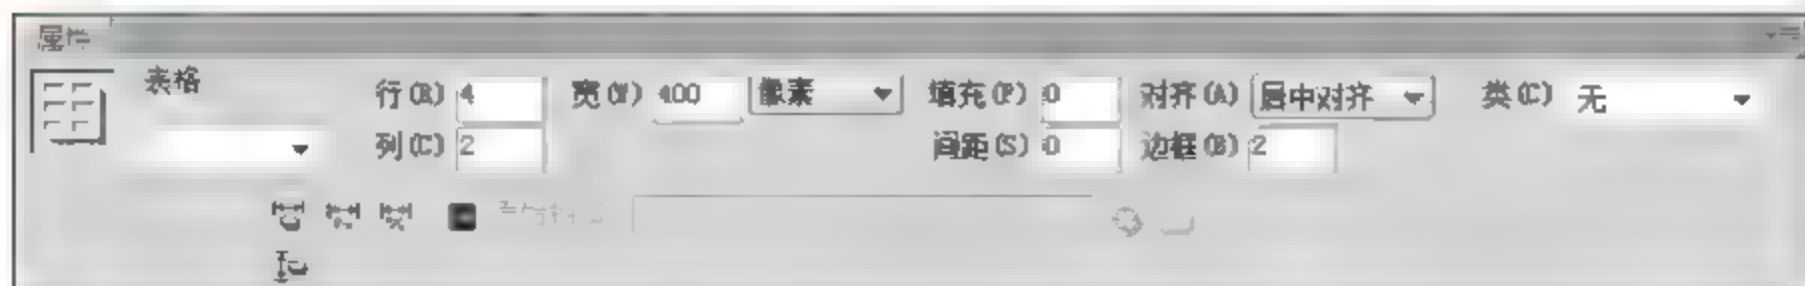 属性
表格 行(R) 4 宽(W) 400 像素 填充(P) 0 对齐(A) 居中对齐 类(C) 无
列(C) 2 间距(S) 0 边框(B) 2